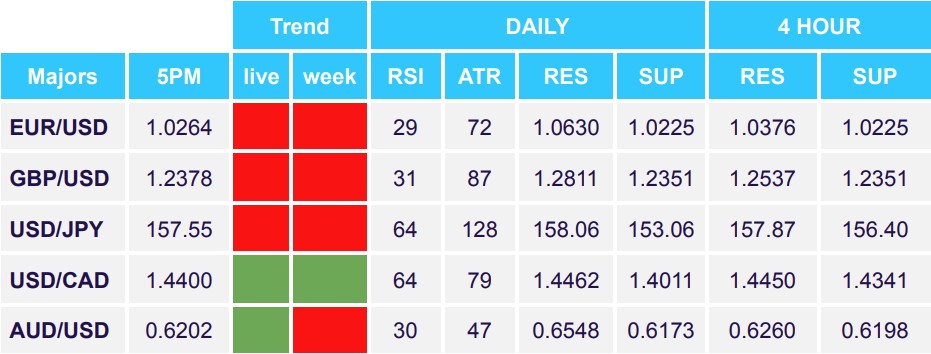 Trend DAILY 4 HOUR
Majors 5PM live week RSI ATR RES SUP RES SUP
EUR/USD 1.0264 29 72 1.0630 1.0225 1.0376 1.0225
GBP/USD 1.2378 31 87 1.2811 1.2351 1.2537 1.2351
USD/JPY 157.55 64 128 158.06 153.06 157.87 156.40
USD/CAD 1.4400 64 79 1.4462 1.4011 1.4450 1.4341
AUD/USD 0.6202 30 47 0.6548 0.6173 0.6260 0.6198